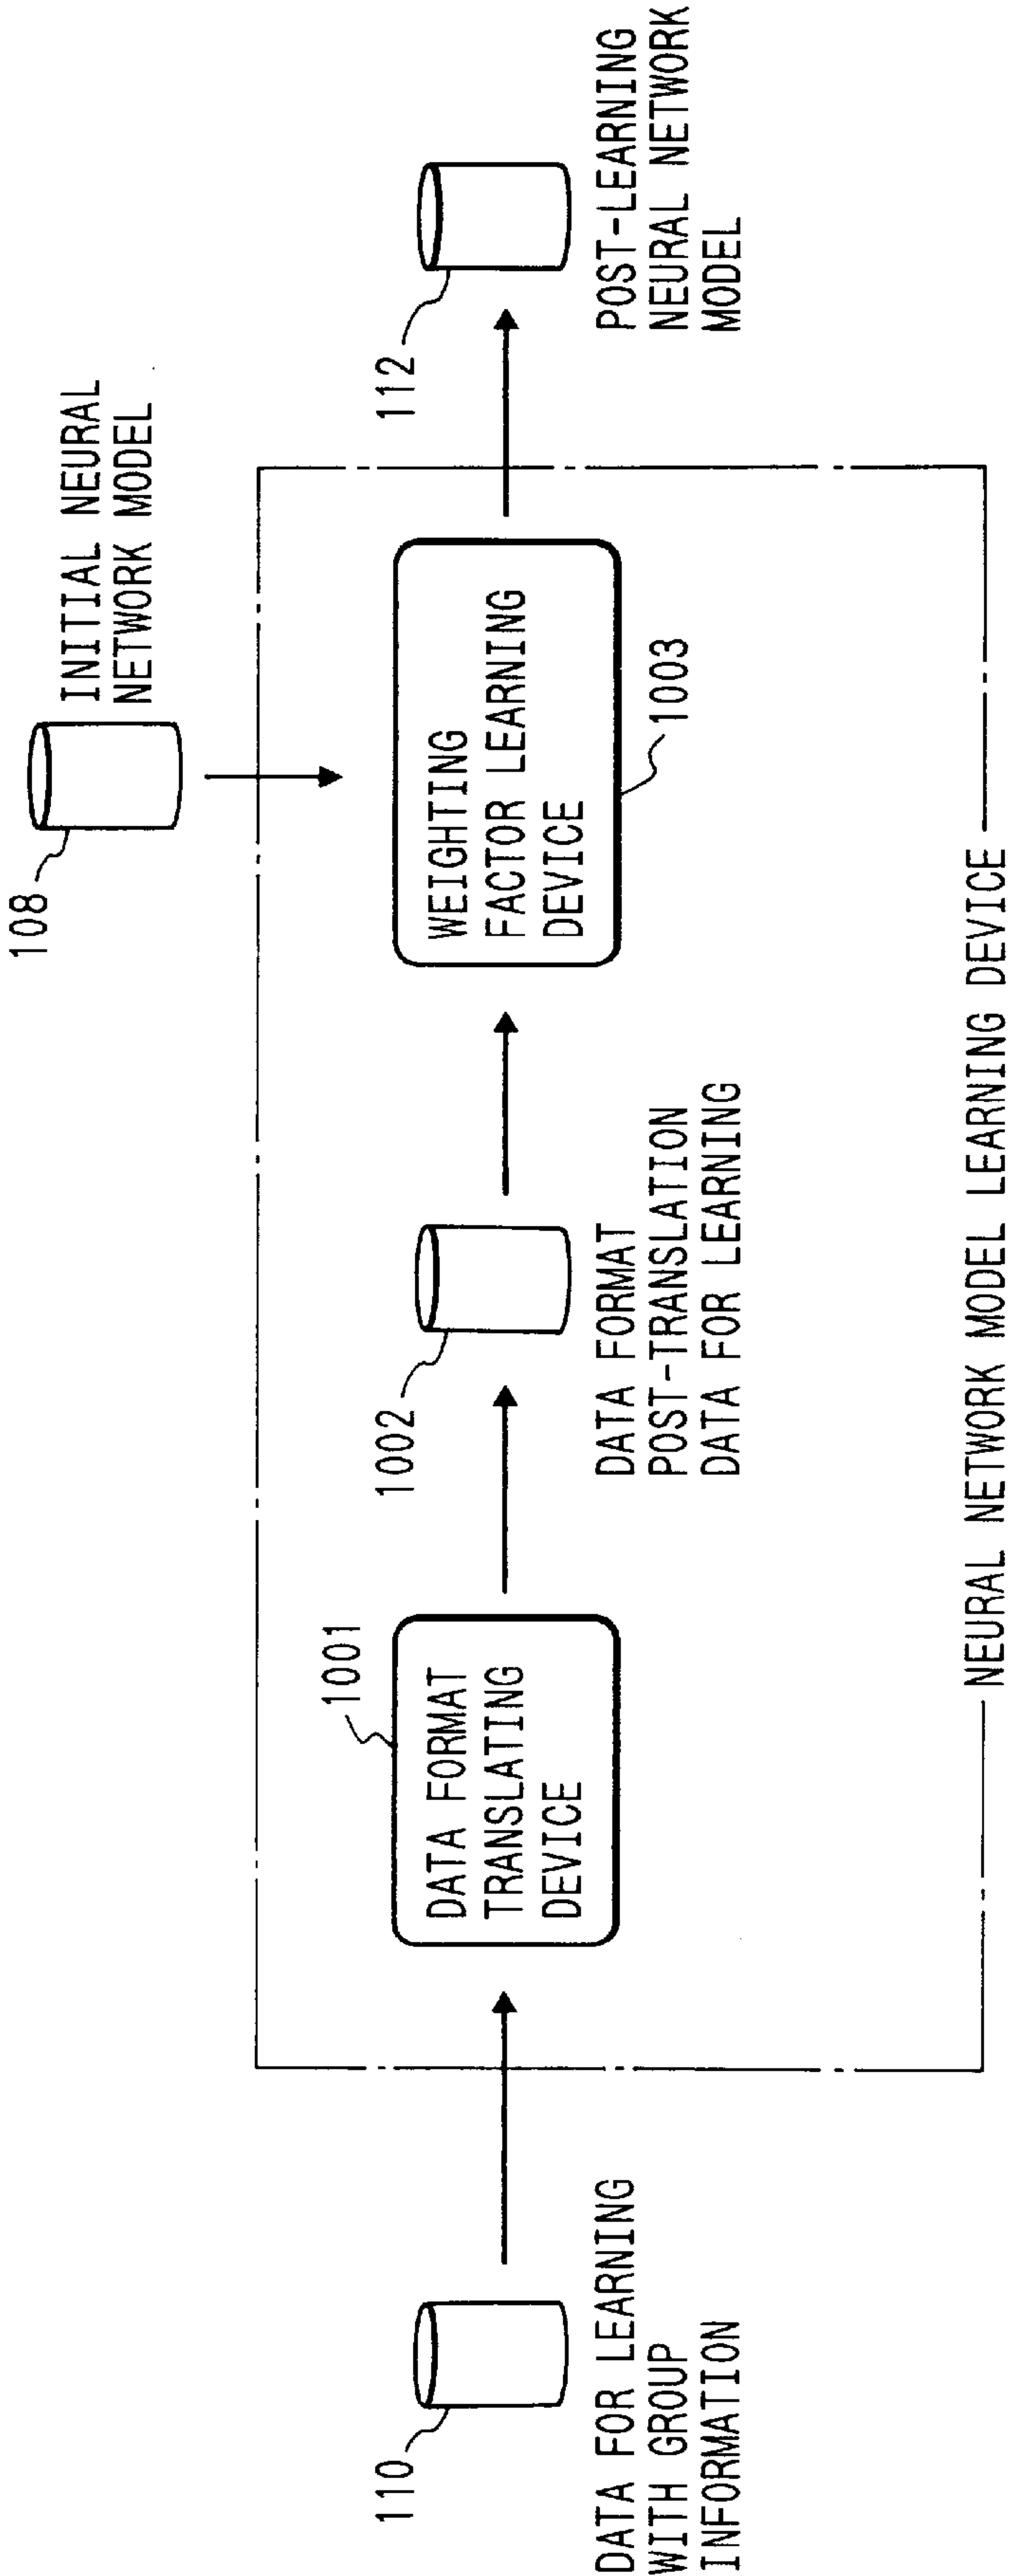 108
INITIAL NEURAL
NETWORK MODEL
110
DATA FOR LEARNING
WITH GROUP
INFORMATION
1001
DATA FORMAT
TRANSLATING
DEVICE
1002
DATA FORMAT
POST-TRANSLATION
DATA FOR LEARNING
WEIGHTING
FACTOR LEARNING
DEVICE
1003
112
POST-LEARNING
NEURAL NETWORK
MODEL
NEURAL NETWORK MODEL LEARNING DEVICE